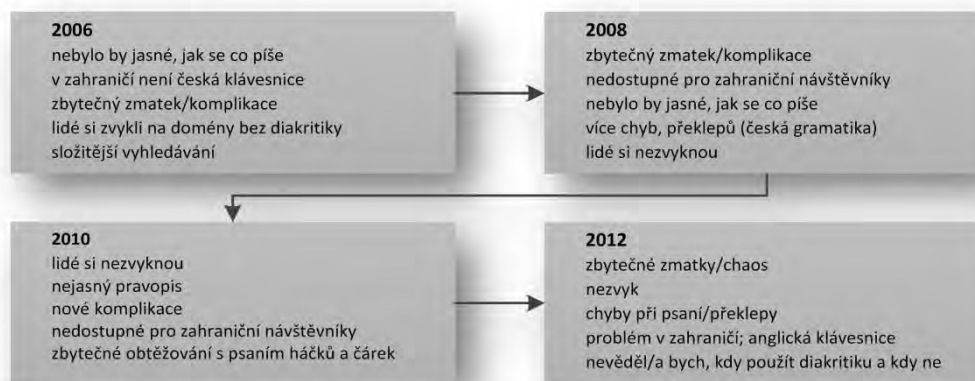 2006
nebylo by jasné, jak se co píše
v zahraničí není česká klávesnice
zbytečný zmatek/komplikace
lidé si zvykli na domény bez diakritiky
složitější vyhledávání
2008
zbytečný zmatek/komplikace
nedostupné pro zahraniční návštěvníky
nebylo by jasné, jak se co píše
více chyb, překlepů (česká gramatika)
lidé si nezvyknou
2010
lidé si nezvyknou
nejasný pravopis
nové komplikace
nedostupné pro zahraniční návštěvníky
zbytečné obtěžování s psaním háčků a čárek
2012
zbytečné zmatky/chaos
nezvyk
chyby při psaní/překlepy
problém v zahraničí; anglická klávesnice
nevěděl/a bych, kdy použít diakritiku a kdy ne